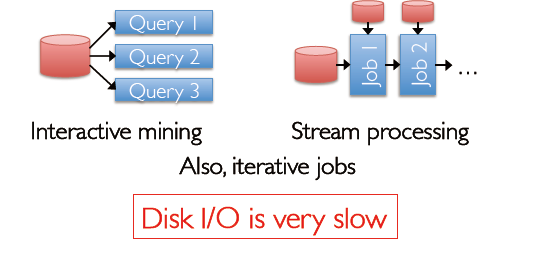 Query 1
Query 2
Query 3
Job 1
Job 2
...
Interactive mining
Stream processing
Also, iterative jobs
Disk I/O is very slow